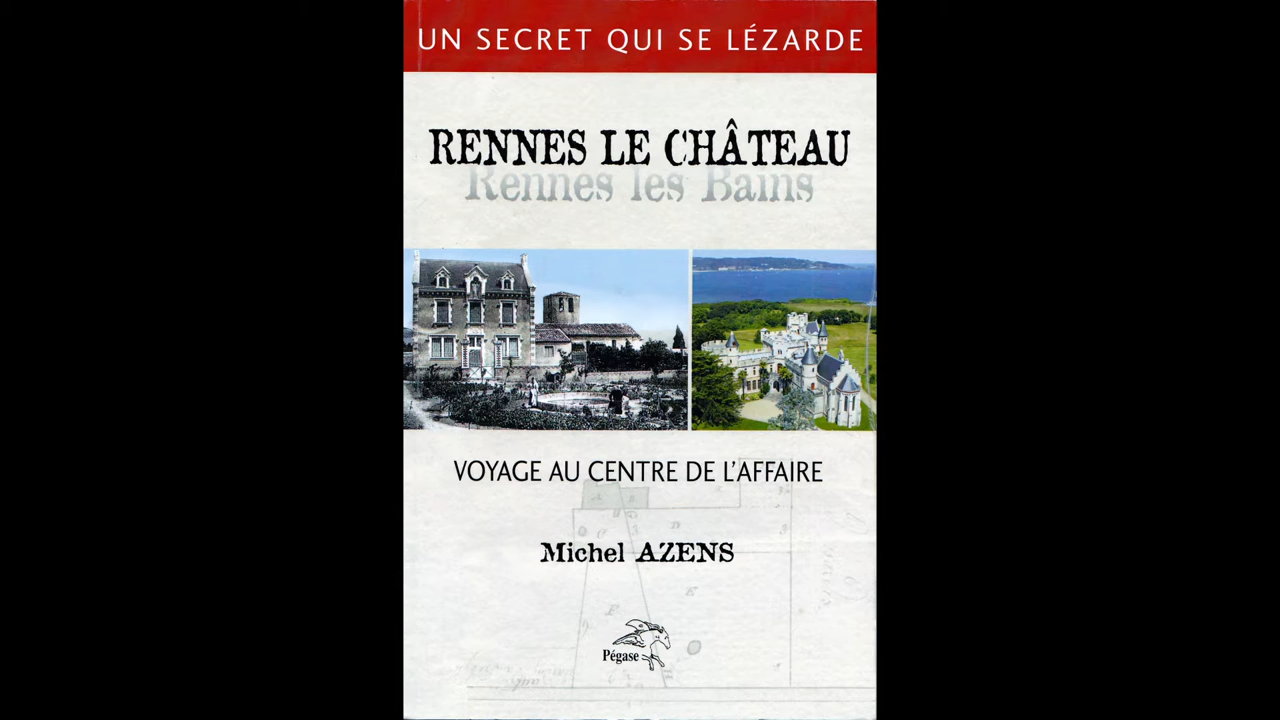 UN SECRET QUI SE LÉZARDE
RENNES LE CHÂTEAU
Rennes les Bains
VOYAGE AU CENTRE DE L'AFFAIRE
Michel AZENS
Pégase